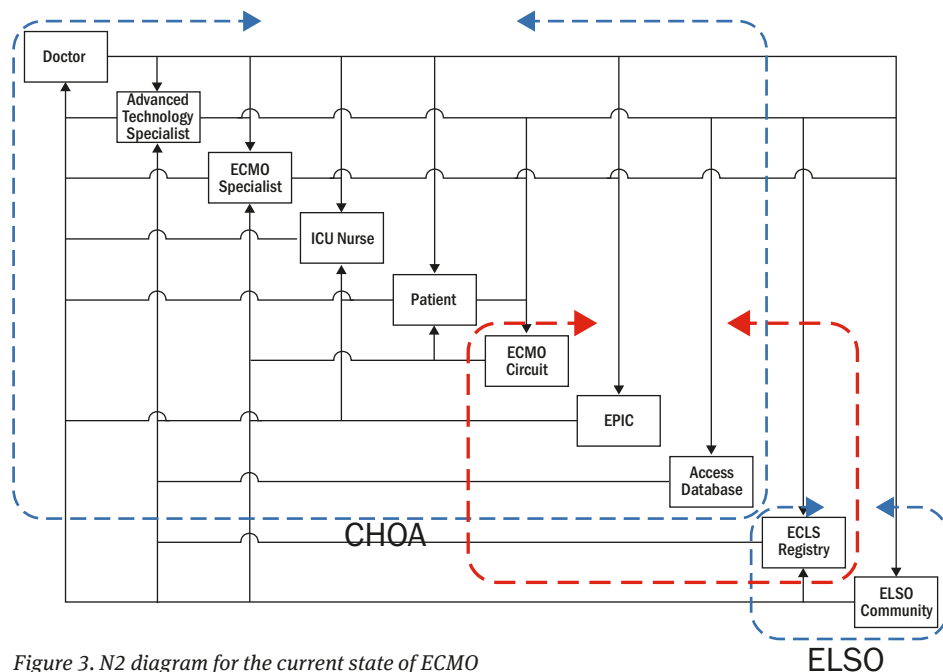 Doctor
Advanced
Technology
Specialist
ECMO
Specialist
ICU Nurse
Patient
ECMO
Circuit
EPIC
Access
Database
CHOA
ECLS
Registry
ELSO
Community
ELSO
Figure 3. N2 diagram for the current state of ECMO